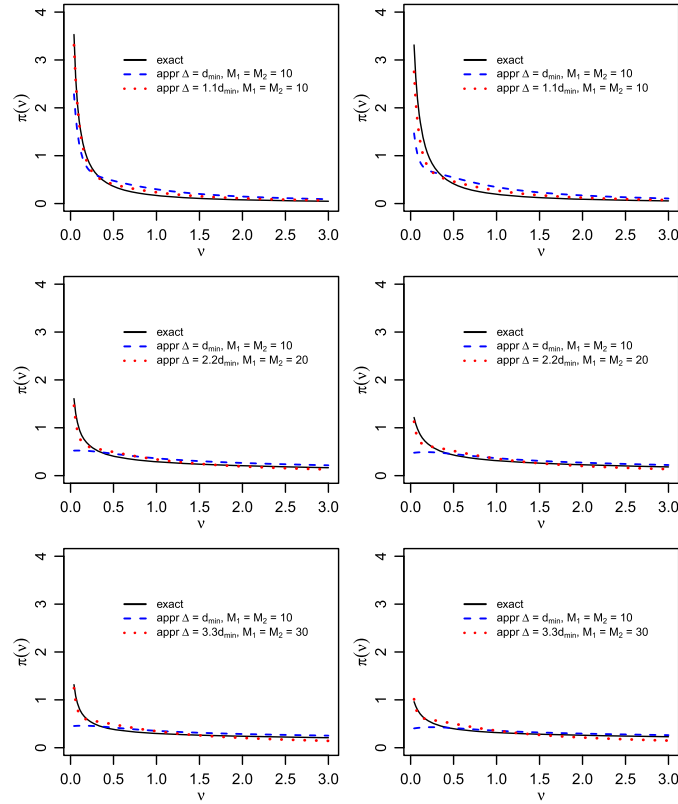 exact
appr Δ = dmin, M1 = M2 = 10
appr Δ = 1.1dmin, M1 = M2 = 10
π(ν)
0 1 2 3 4
0.0 0.5 1.0 1.5 2.0 2.5 3.0
ν
exact
appr Δ = dmin, M1 = M2 = 10
appr Δ = 1.1dmin, M1 = M2 = 10
π(ν)
0 1 2 3 4
0.0 0.5 1.0 1.5 2.0 2.5 3.0
ν
exact
appr Δ = dmin, M1 = M2 = 10
appr Δ = 2.2dmin, M1 = M2 = 20
π(ν)
0 1 2 3 4
0.0 0.5 1.0 1.5 2.0 2.5 3.0
ν
exact
appr Δ = dmin, M1 = M2 = 10
appr Δ = 2.2dmin, M1 = M2 = 20
π(ν)
0 1 2 3 4
0.0 0.5 1.0 1.5 2.0 2.5 3.0
ν
exact
appr Δ = dmin, M1 = M2 = 10
appr Δ = 3.3dmin, M1 = M2 = 30
π(ν)
0 1 2 3 4
0.0 0.5 1.0 1.5 2.0 2.5 3.0
ν
exact
appr Δ = dmin, M1 = M2 = 10
appr Δ = 3.3dmin, M1 = M2 = 30
π(ν)
0 1 2 3 4
0.0 0.5 1.0 1.5 2.0 2.5 3.0
ν